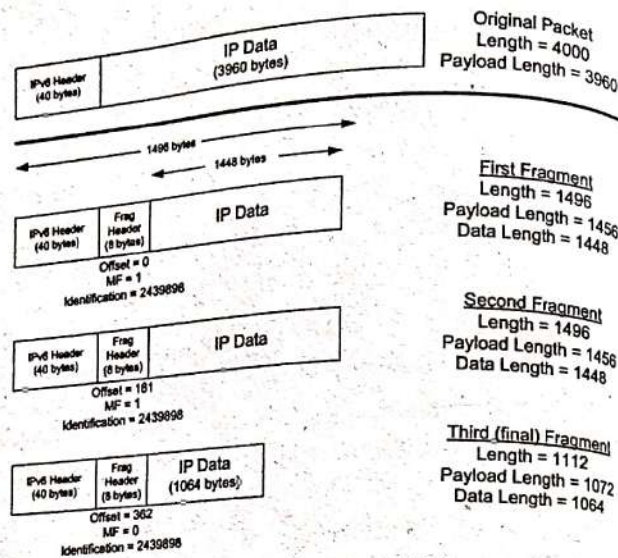 Original Packet
Length = 4000
Payload Length = 3960
IPv6 Header
(40 bytes)
IP Data
(3960 bytes)
1496 bytes
1448 bytes
First Fragment
Length = 1496
Payload Length = 1456
Data Length = 1448
IPv6 Header
(40 bytes)
Frag
Header
(8 bytes)
IP Data
Offset = 0
MF = 1
Identification = 2439898
Second Fragment
Length = 1496
Payload Length = 1456
Data Length = 1448
IPv6 Header
(40 bytes)
Frag
Header
(8 bytes)
IP Data
Offset = 181
MF = 1
Identification = 2439898
Third (final) Fragment
Length = 1112
Payload Length = 1072
Data Length = 1064
IPv6 Header
(40 bytes)
Frag
Header
(8 bytes)
IP Data
(1064 bytes)
Offset = 362
MF = 0
Identification = 2439898